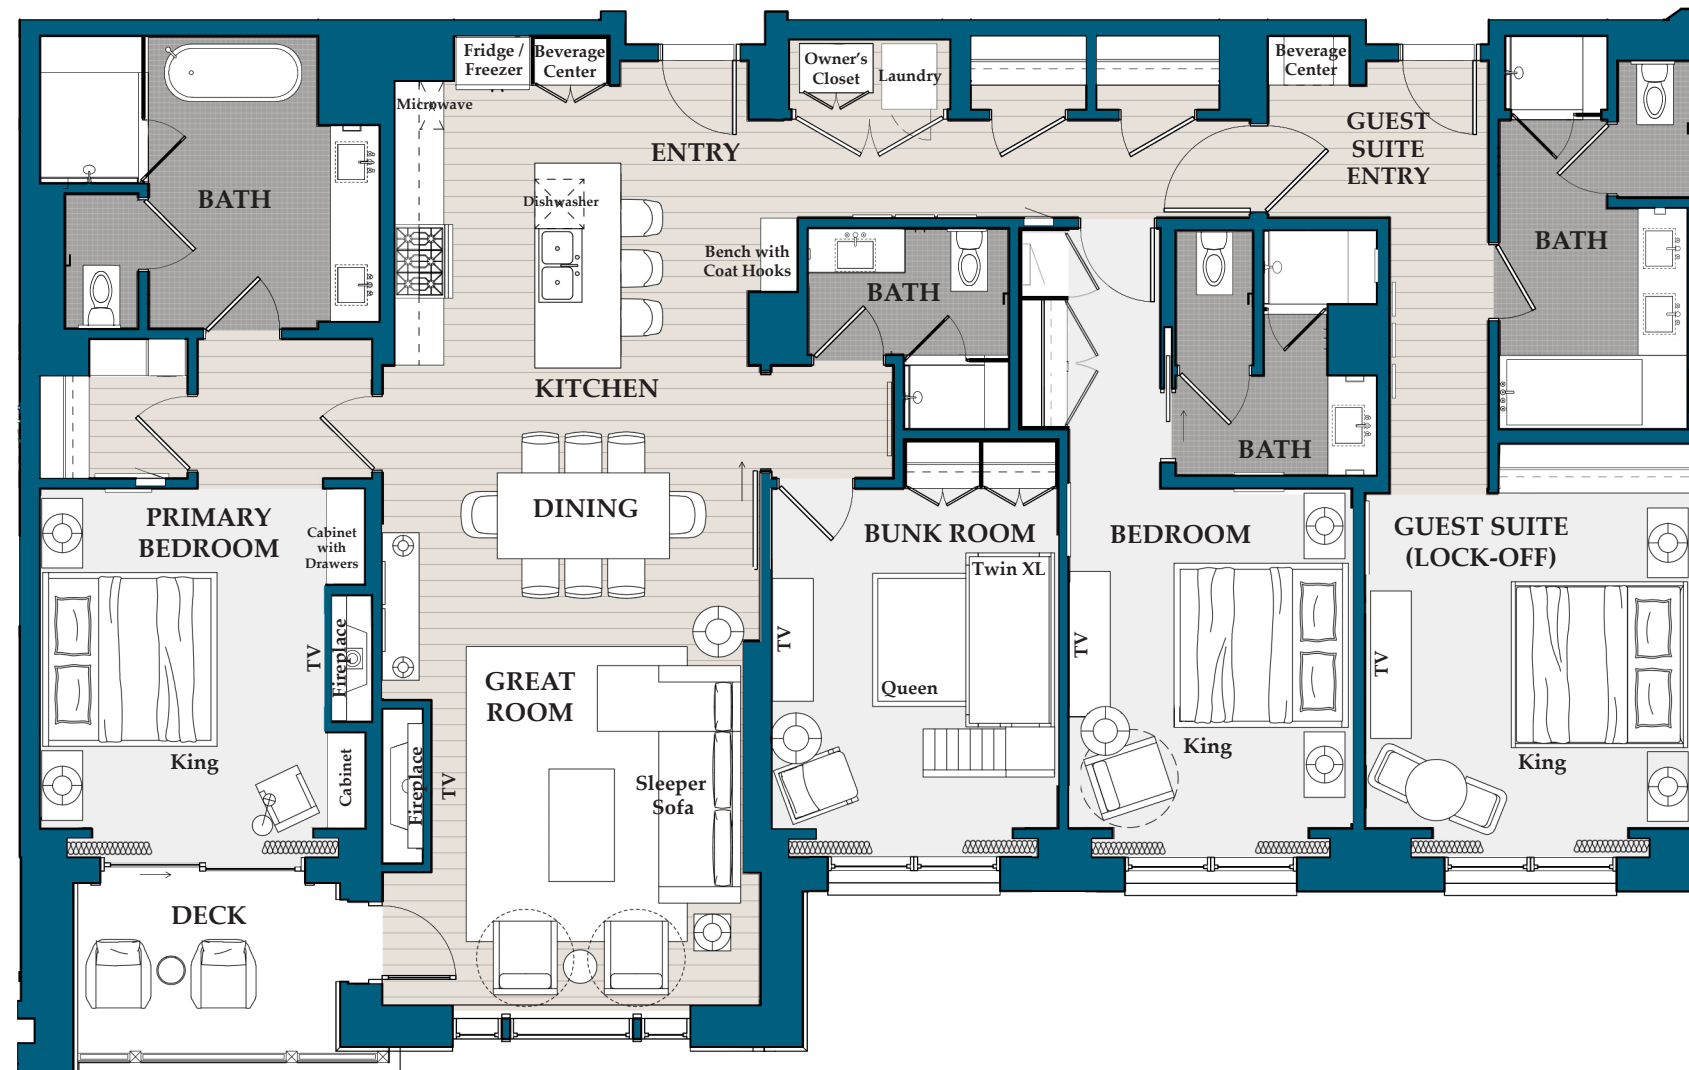 Fridge /
Freezer
Beverage
Center
Owner's
Closet
Laundry
Beverage
Center
Microwave
ENTRY
GUEST
SUITE
ENTRY
BATH
Dishwasher
BATH
Bench with
Coat Hooks
BATH
KITCHEN
BATH
DINING
PRIMARY
BEDROOM
Cabinet
with
Drawers
BUNK ROOM
BEDROOM
GUEST SUITE
(LOCK-OFF)
Twin XL
TV
Fireplace
TV
TV
TV
GREAT
ROOM
Queen
King
King
King
Cabinet
Fireplace
TV
Sleeper
Sofa
DECK